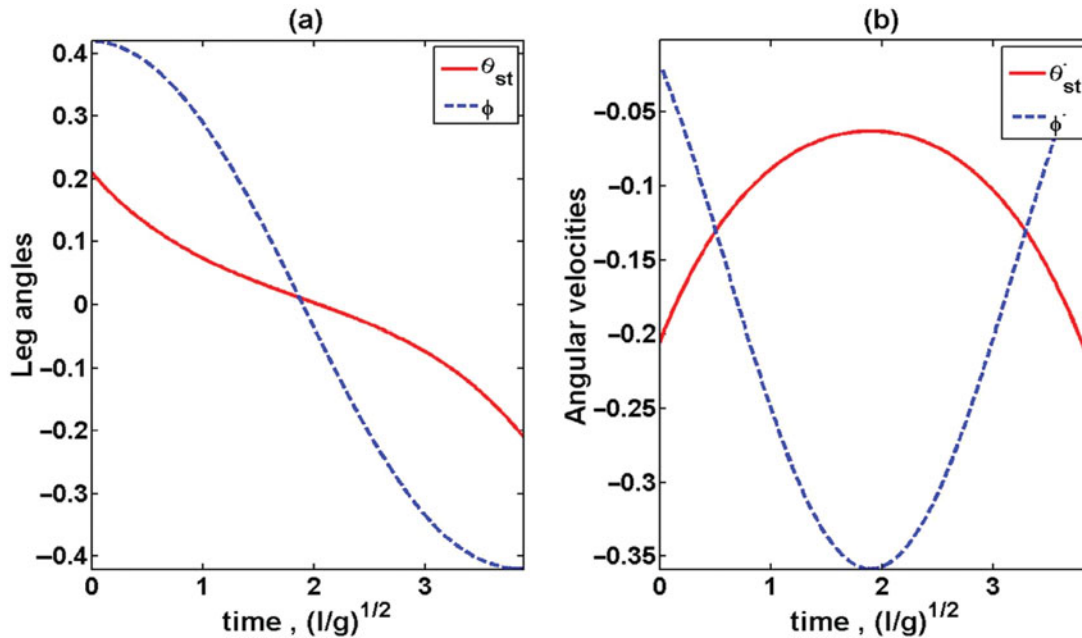 (a)
θ̇st
ϕ
0.4
0.3
0.2
0.1
0
−0.1
−0.2
−0.3
−0.4
Leg angles
0
1
2
3
time , (l/g)1/2
(b)
θ̇st
ϕ̇
−0.05
−0.1
−0.15
−0.2
−0.25
−0.3
−0.35
Angular velocities
0
1
2
3
time , (l/g)1/2